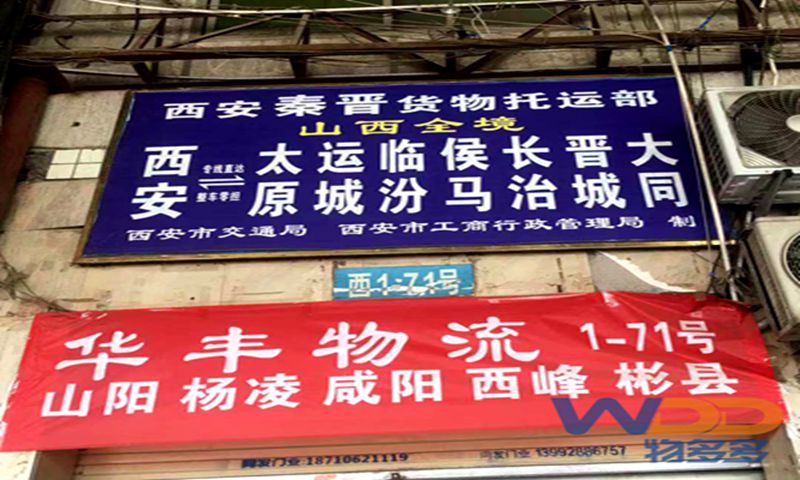 西安秦晋货物托运部
山西全境
西安 专线直达 整车零担 太原 运城 临汾 侯马 长治 晋城 大同
西安市交通局 西安市工商行政管理局 制
西1-71号
华丰物流 1-71号
山阳 杨凌 咸阳 西峰 彬县
18710621119 13992886757
WDD
物多多